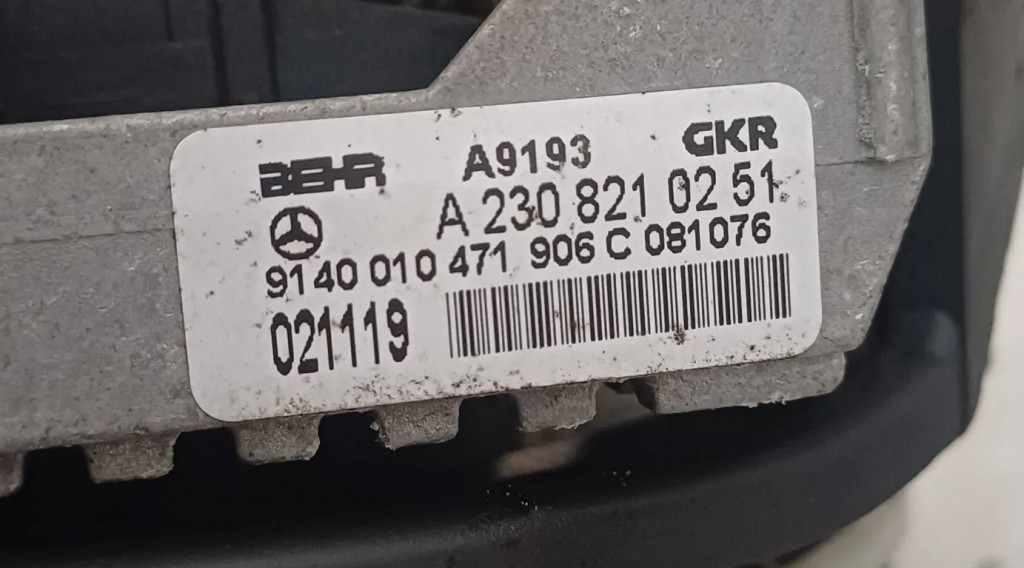 BEHR A9193 GKR
A 230 821 02 51
9140 010 471 906 C 081076
021119